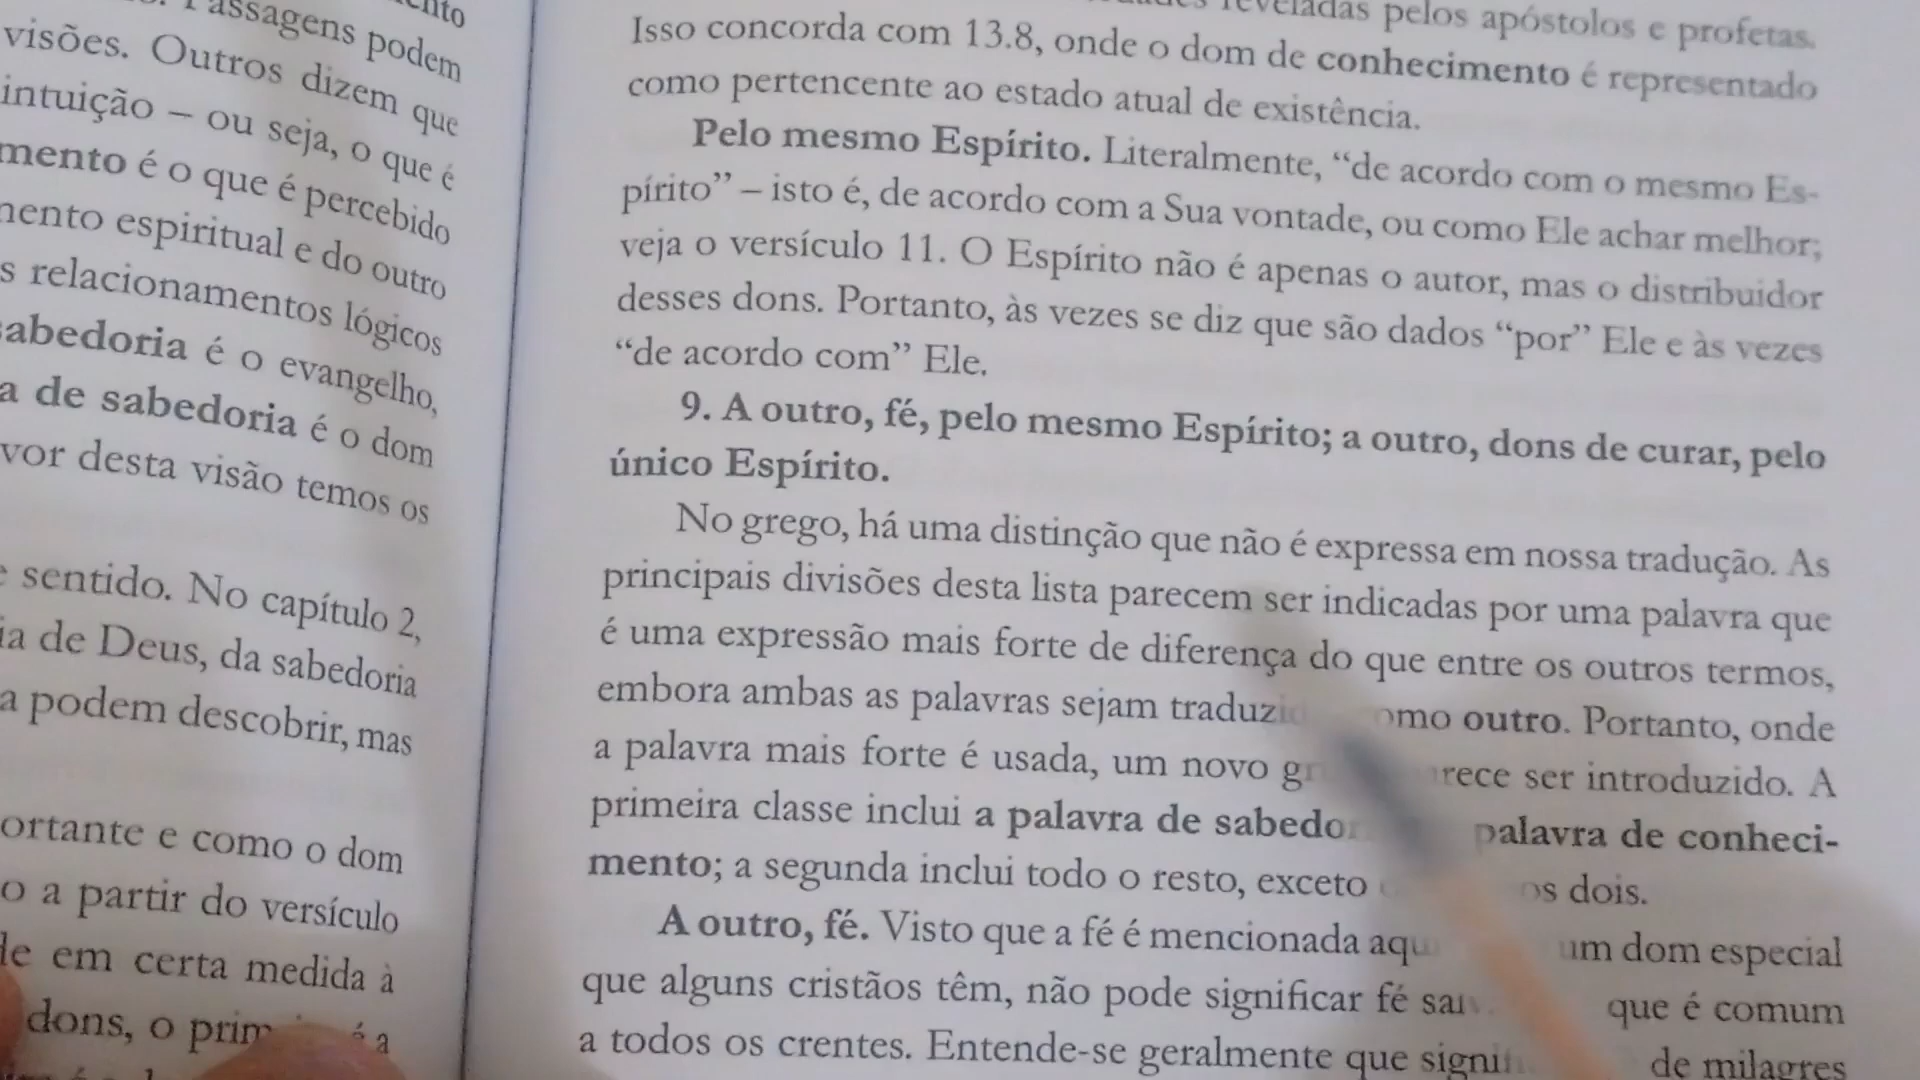 Passagens podem
visões. Outros dizem que
intuição – ou seja, o que é
mento é o que é percebido
espiritual e do outro
relacionamentos lógicos
sabedoria é o evangelho,
a de sabedoria é o dom
vor desta visão temos os
sentido. No capítulo 2,
de Deus, da sabedoria
a podem descobrir, mas
ortante e como o dom
o a partir do versículo
em certa medida à
dons, o
reveladas pelos apóstolos e profetas.
Isso concorda com 13.8, onde o dom de conhecimento é representado
como pertencente ao estado atual de existência.
Pelo mesmo Espírito. Literalmente, “de acordo com o mesmo Es-
pírito” – isto é, de acordo com a Sua vontade, ou como Ele achar melhor;
veja o versículo 11. O Espírito não é apenas o autor, mas o distribuidor
desses dons. Portanto, às vezes se diz que são dados “por” Ele e às vezes
“de acordo com” Ele.
9. A outro, fé, pelo mesmo Espírito; a outro, dons de curar, pelo
único Espírito.
No grego, há uma distinção que não é expressa em nossa tradução. As
principais divisões desta lista parecem ser indicadas por uma palavra que
é uma expressão mais forte de diferença do que entre os outros termos,
embora ambas as palavras sejam outro. Portanto, onde
a palavra mais forte é usada, um novo ser introduzido. A
primeira classe inclui a palavra de palavra de conheci-
mento; a segunda inclui todo o resto, exceto dois.
A outro, fé. Visto que a fé é mencionada um dom especial
que alguns cristãos têm, não pode significar fé que é comum
a todos os crentes. Entende-se geralmente que de milagres